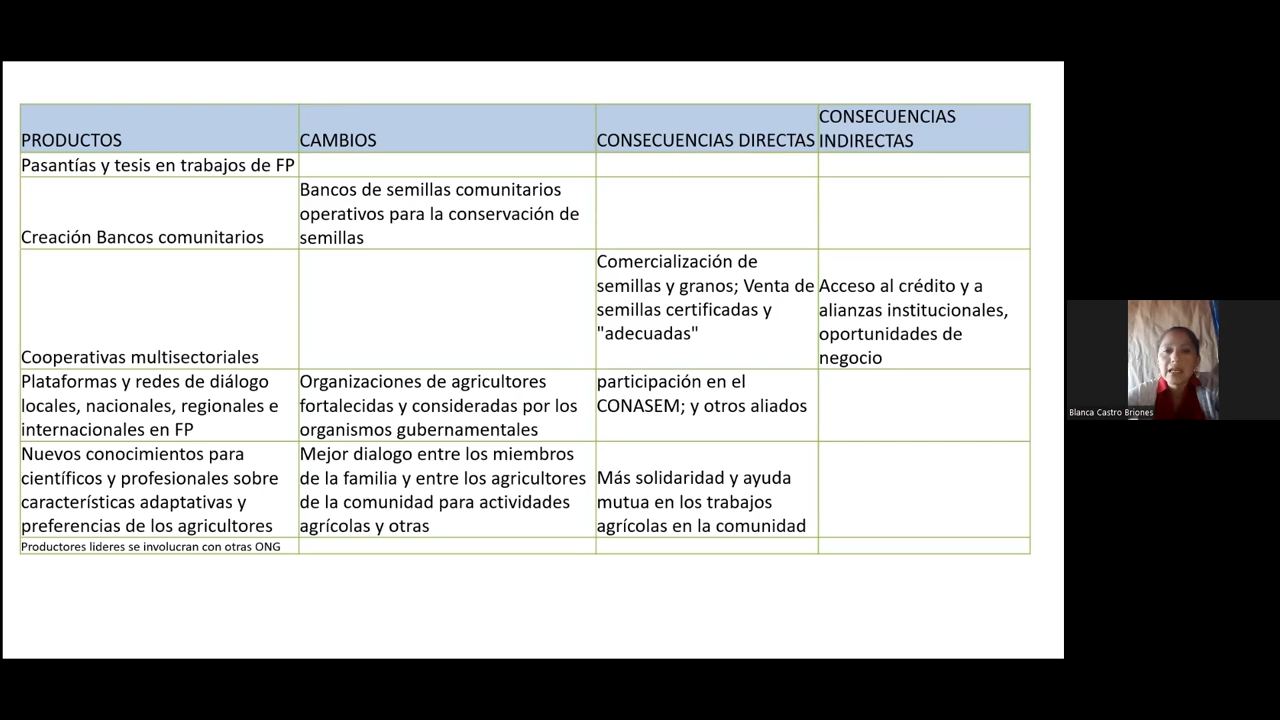 PRODUCTOS
CAMBIOS
CONSECUENCIAS DIRECTAS
CONSECUENCIAS
INDIRECTAS
Pasantías y tesis en trabajos de FP
Creación Bancos comunitarios
Bancos de semillas comunitarios
operativos para la conservación de
semillas
Cooperativas multisectoriales
Comercialización de
semillas y granos; Venta de
semillas certificadas y
"adecuadas"
Acceso al crédito y a
alianzas institucionales,
oportunidades de
negocio
Plataformas y redes de diálogo
locales, nacionales, regionales e
internacionales en FP
Organizaciones de agricultores
fortalecidas y consideradas por los
organismos gubernamentales
participación en el
CONASEM; y otros aliados
Nuevos conocimientos para
científicos y profesionales sobre
características adaptativas y
preferencias de los agricultores
Mejor dialogo entre los miembros
de la familia y entre los agricultores
de la comunidad para actividades
agrícolas y otras
Más solidaridad y ayuda
mutua en los trabajos
agrícolas en la comunidad
Productores lideres se involucran con otras ONG
Blanca Castro Briones